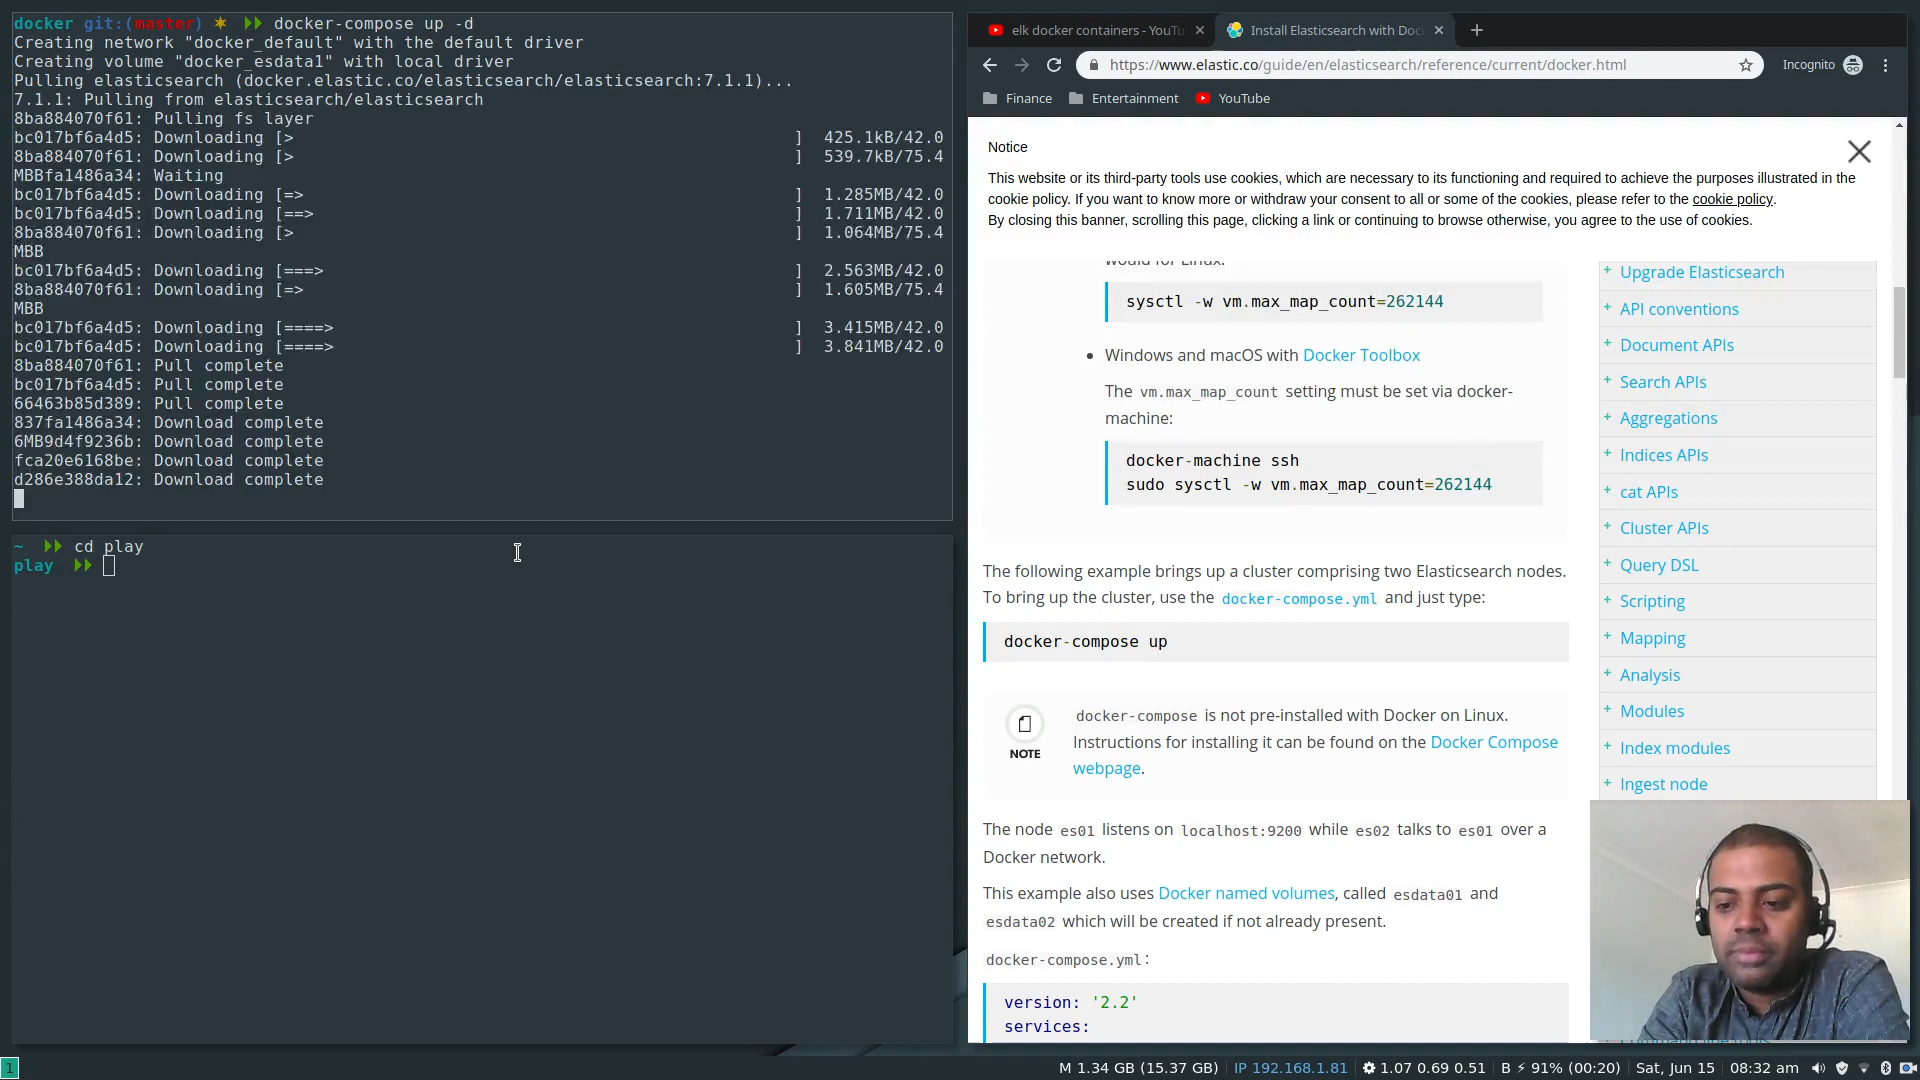 docker git:(master) ✶ docker-compose up -d
Creating network "docker_default" with the default driver
Creating volume "docker_esdata1" with local driver
Pulling elasticsearch (docker.elastic.co/elasticsearch/elasticsearch:7.1.1)...
7.1.1: Pulling from elasticsearch/elasticsearch
8ba884070f61: Pulling fs layer
bc017bf6a4d5: Downloading [> ] 425.1kB/42.0
8ba884070f61: Downloading [> ] 539.7kB/75.4
MBBfa1486a34: Waiting
bc017bf6a4d5: Downloading [=> ] 1.285MB/42.0
bc017bf6a4d5: Downloading [==> ] 1.711MB/42.0
8ba884070f61: Downloading [> ] 1.064MB/75.4
MBB
bc017bf6a4d5: Downloading [===> ] 2.563MB/42.0
8ba884070f61: Downloading [=> ] 1.605MB/75.4
MBB
bc017bf6a4d5: Downloading [====> ] 3.415MB/42.0
bc017bf6a4d5: Downloading [====> ] 3.841MB/42.0
8ba884070f61: Pull complete
bc017bf6a4d5: Pull complete
66463b85d389: Pull complete
837fa1486a34: Download complete
6MB9d4f9236b: Download complete
fca20e6168be: Download complete
d286e388da12: Download complete
~ cd play
play
elk docker containers - YouTu
Install Elasticsearch with Doc
https://www.elastic.co/guide/en/elasticsearch/reference/current/docker.html
Incognito
Finance Entertainment YouTube
Notice
This website or its third-party tools use cookies, which are necessary to its functioning and required to achieve the purposes illustrated in the
cookie policy. If you want to know more or withdraw your consent to all or some of the cookies, please refer to the cookie policy.
By closing this banner, scrolling this page, clicking a link or continuing to browse otherwise, you agree to the use of cookies.
would for Linux.
sysctl -w vm.max_map_count=262144
Windows and macOS with Docker Toolbox
The vm.max_map_count setting must be set via docker-
machine:
docker-machine ssh
sudo sysctl -w vm.max_map_count=262144
The following example brings up a cluster comprising two Elasticsearch nodes.
To bring up the cluster, use the docker-compose.yml and just type:
docker-compose up
NOTE
docker-compose is not pre-installed with Docker on Linux.
Instructions for installing it can be found on the Docker Compose
webpage.
The node es01 listens on localhost:9200 while es02 talks to es01 over a
Docker network.
This example also uses Docker named volumes, called esdata01 and
esdata02 which will be created if not already present.
docker-compose.yml:
version: '2.2'
services:
+ Upgrade Elasticsearch
+ API conventions
+ Document APIs
+ Search APIs
+ Aggregations
+ Indices APIs
+ cat APIs
+ Cluster APIs
+ Query DSL
+ Scripting
+ Mapping
+ Analysis
+ Modules
+ Index modules
+ Ingest node
1
M 1.34 GB (15.37 GB) IP 192.168.1.81 1.07 0.69 0.51 B ⚡ 91% (00:20) Sat, Jun 15 08:32 am